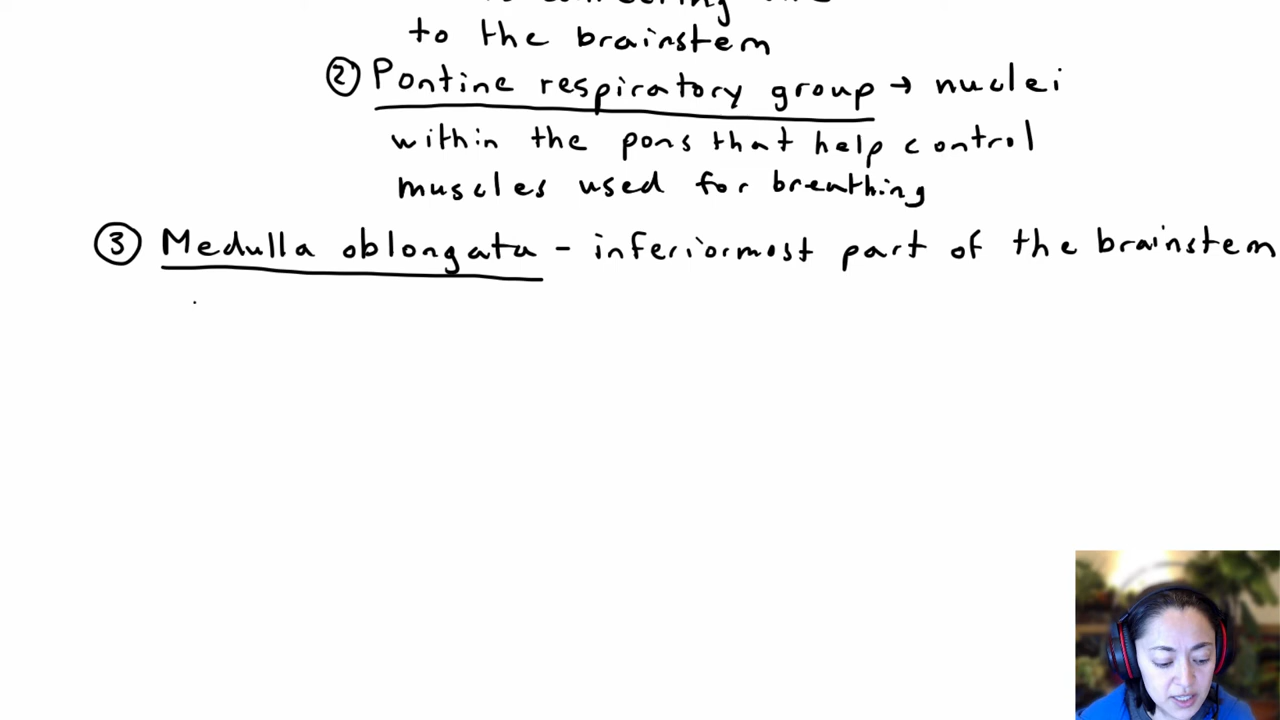 to the brainstem
② Pontine respiratory group → nuclei
within the pons that help control
muscles used for breathing
③ Medulla oblongata - inferiormost part of the brainstem